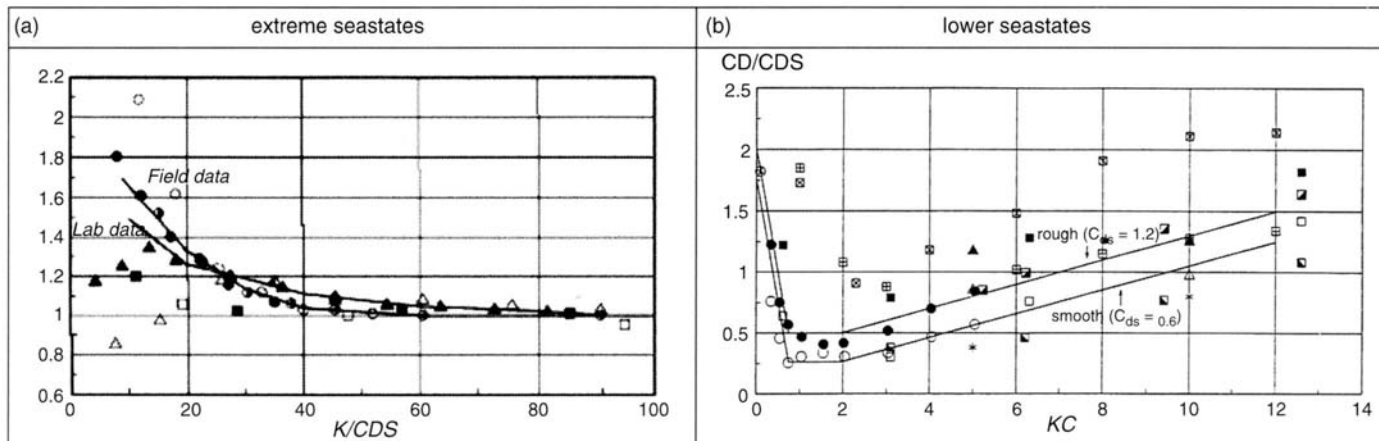 (a) extreme seastates
2.2
2
1.8
1.6
1.4
1.2
1
0.8
0.6
Field data
Lab data
0 20 40 60 80 100
K/CDS
(b) lower seastates
CD/CDS
2.5
2
1.5
1
0.5
0
rough (Cds = 1.2)
smooth (Cds = 0.6)
0 2 4 6 8 10 12 14
KC